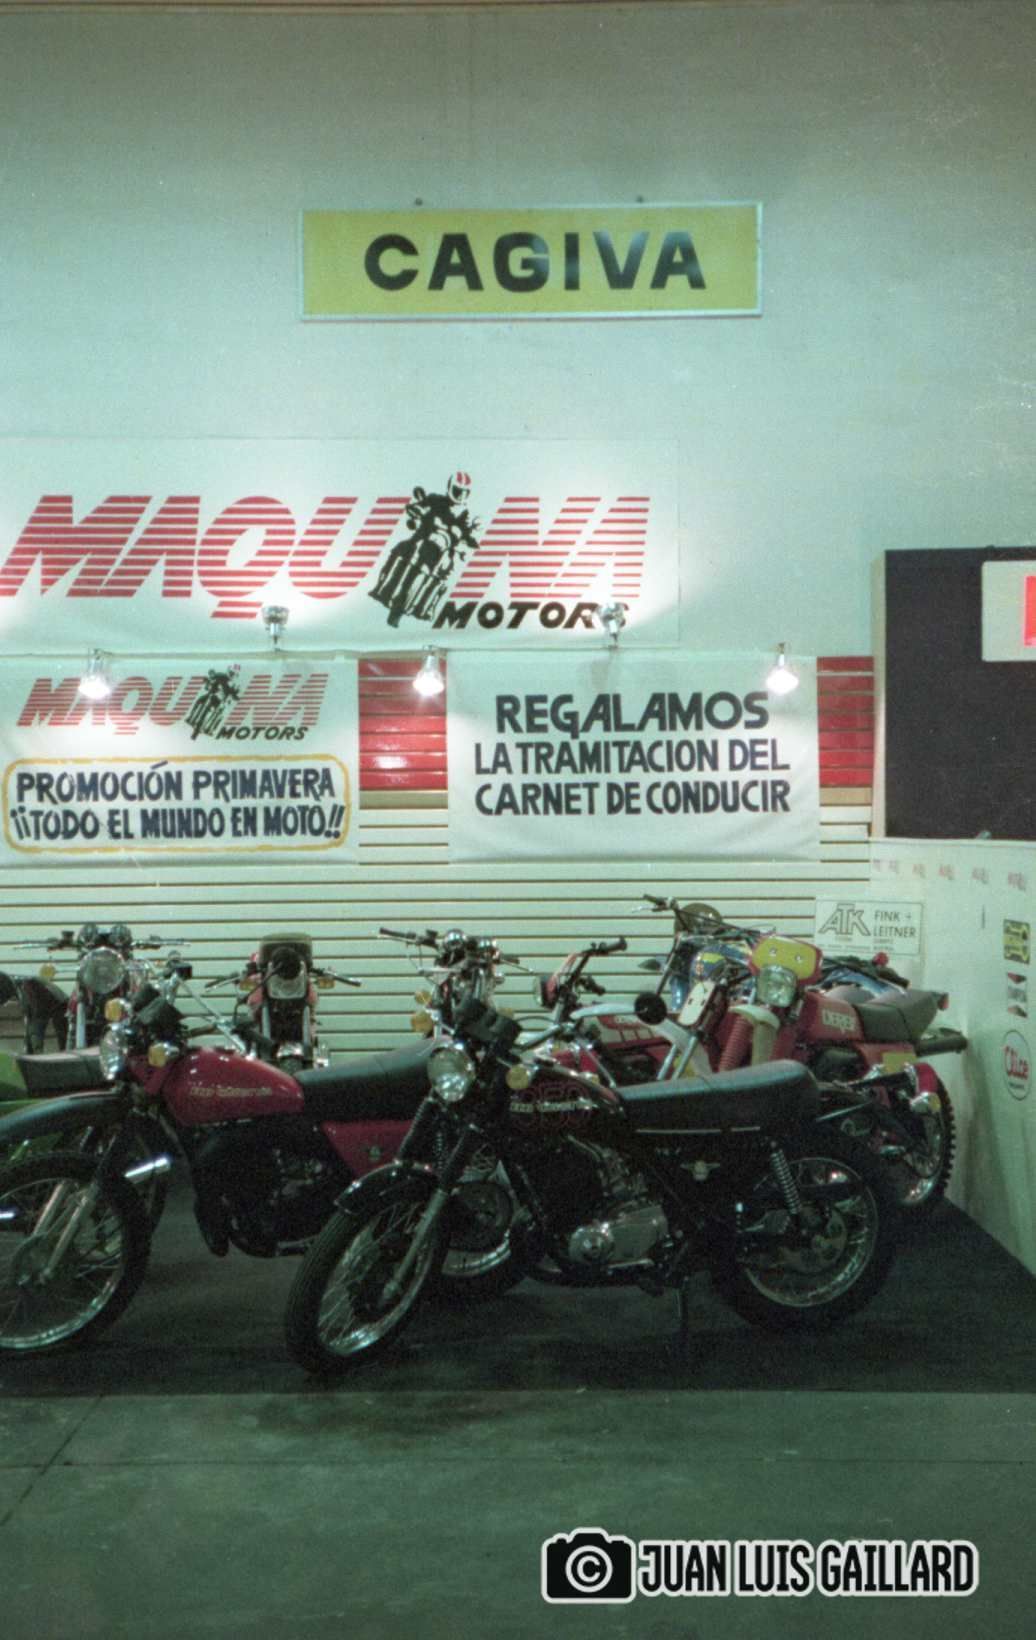 CAGIVA
MAQUINA
MOTORS
MAQUINA
MOTORS
PROMOCIÓN PRIMAVERA
¡¡TODO EL MUNDO EN MOTO!!
REGALAMOS
LA TRAMITACION DEL
CARNET DE CONDUCIR
ATK
FINK +
LEITNER
Clice
© JUAN LUIS GAILLARD